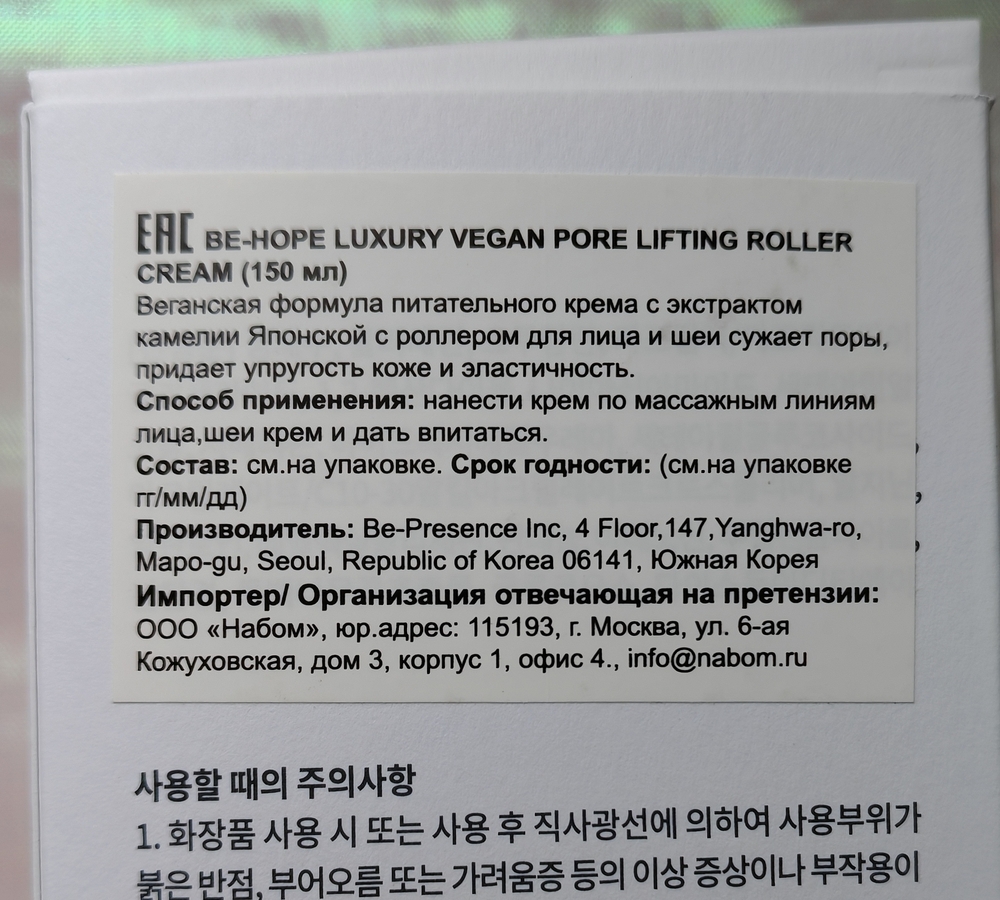 EAC BE-HOPE LUXURY VEGAN PORE LIFTING ROLLER
CREAM (150 мл)
Веганская формула питательного крема с экстрактом
камелии Японской с роллером для лица и шеи сужает поры,
придает упругость коже и эластичность.
Способ применения: нанести крем по массажным линиям
лица,шеи крем и дать впитаться.
Состав: см.на упаковке. Срок годности: (см.на упаковке
гг/мм/дд)
Производитель: Be-Presence Inc, 4 Floor,147,Yanghwa-ro,
Mapo-gu, Seoul, Republic of Korea 06141, Южная Корея
Импортер/ Организация отвечающая на претензии:
ООО «Набом», юр.адрес: 115193, г. Москва, ул. 6-ая
Кожуховская, дом 3, корпус 1, офис 4., info@nabom.ru
사용할 때의 주의사항
1. 화장품 사용 시 또는 사용 후 직사광선에 의하여 사용부위가
붉은 반점, 부어오름 또는 가려움증 등의 이상 증상이나 부작용이